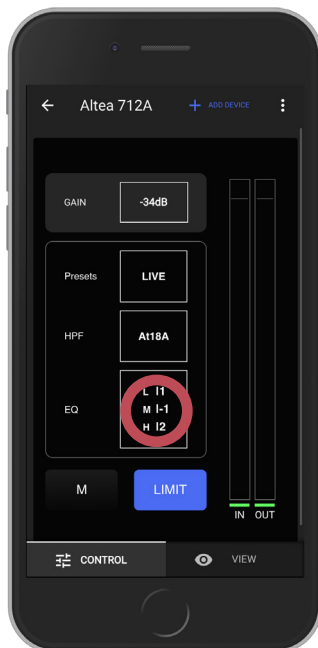 Altea 712A
+ ADD DEVICE
GAIN
-34dB
Presets
LIVE
HPF
At18A
EQ
L I1
M I-1
H I2
M
LIMIT
IN OUT
CONTROL
VIEW